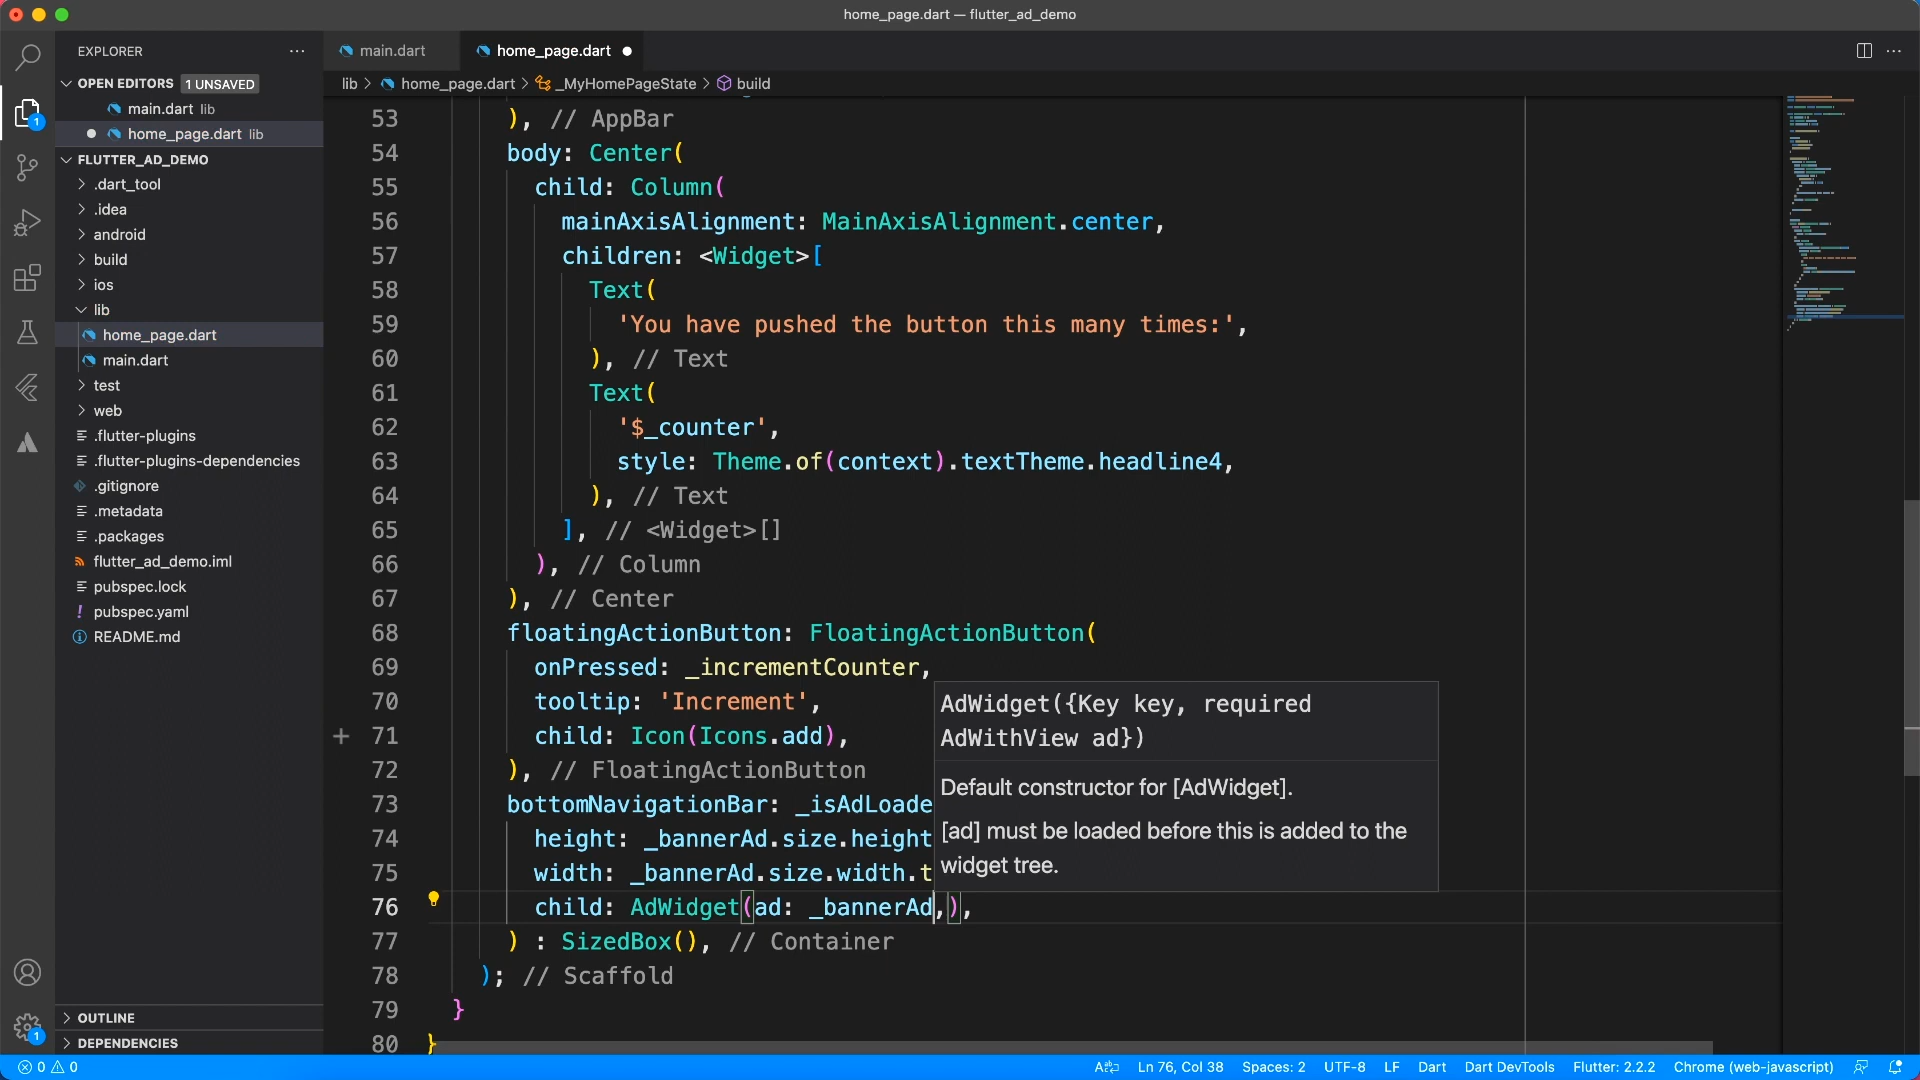 home_page.dart — flutter_ad_demo
EXPLORER
OPEN EDITORS 1 UNSAVED
main.dart lib
home_page.dart lib
FLUTTER_AD_DEMO
.dart_tool
.idea
android
build
ios
lib
home_page.dart
main.dart
test
web
.flutter-plugins
.flutter-plugins-dependencies
.gitignore
.metadata
.packages
flutter_ad_demo.iml
pubspec.lock
pubspec.yaml
README.md
OUTLINE
DEPENDENCIES
1
1
main.dart
home_page.dart
lib > home_page.dart > _MyHomePageState > build
53 ), // AppBar
54 body: Center(
55 child: Column(
56 mainAxisAlignment: MainAxisAlignment.center,
57 children: <Widget>[
58 Text(
59 'You have pushed the button this many times:',
60 ), // Text
61 Text(
62 '$_counter',
63 style: Theme.of(context).textTheme.headline4,
64 ), // Text
65 ], // <Widget>[]
66 ), // Column
67 ), // Center
68 floatingActionButton: FloatingActionButton(
69 onPressed: _incrementCounter,
70 tooltip: 'Increment',
71 child: Icon(Icons.add),
72 ), // FloatingActionButton
73 bottomNavigationBar: _isAdLoade
74 height: _bannerAd.size.height
75 width: _bannerAd.size.width.t
76 child: AdWidget(ad: _bannerAd,),
77 ) : SizedBox(), // Container
78 ); // Scaffold
79 }
80 }
AdWidget({Key key, required
AdWithView ad})
Default constructor for [AdWidget].
[ad] must be loaded before this is added to the
widget tree.
0 0
Ln 76, Col 38 Spaces: 2 UTF-8 LF Dart Dart DevTools Flutter: 2.2.2 Chrome (web-javascript)